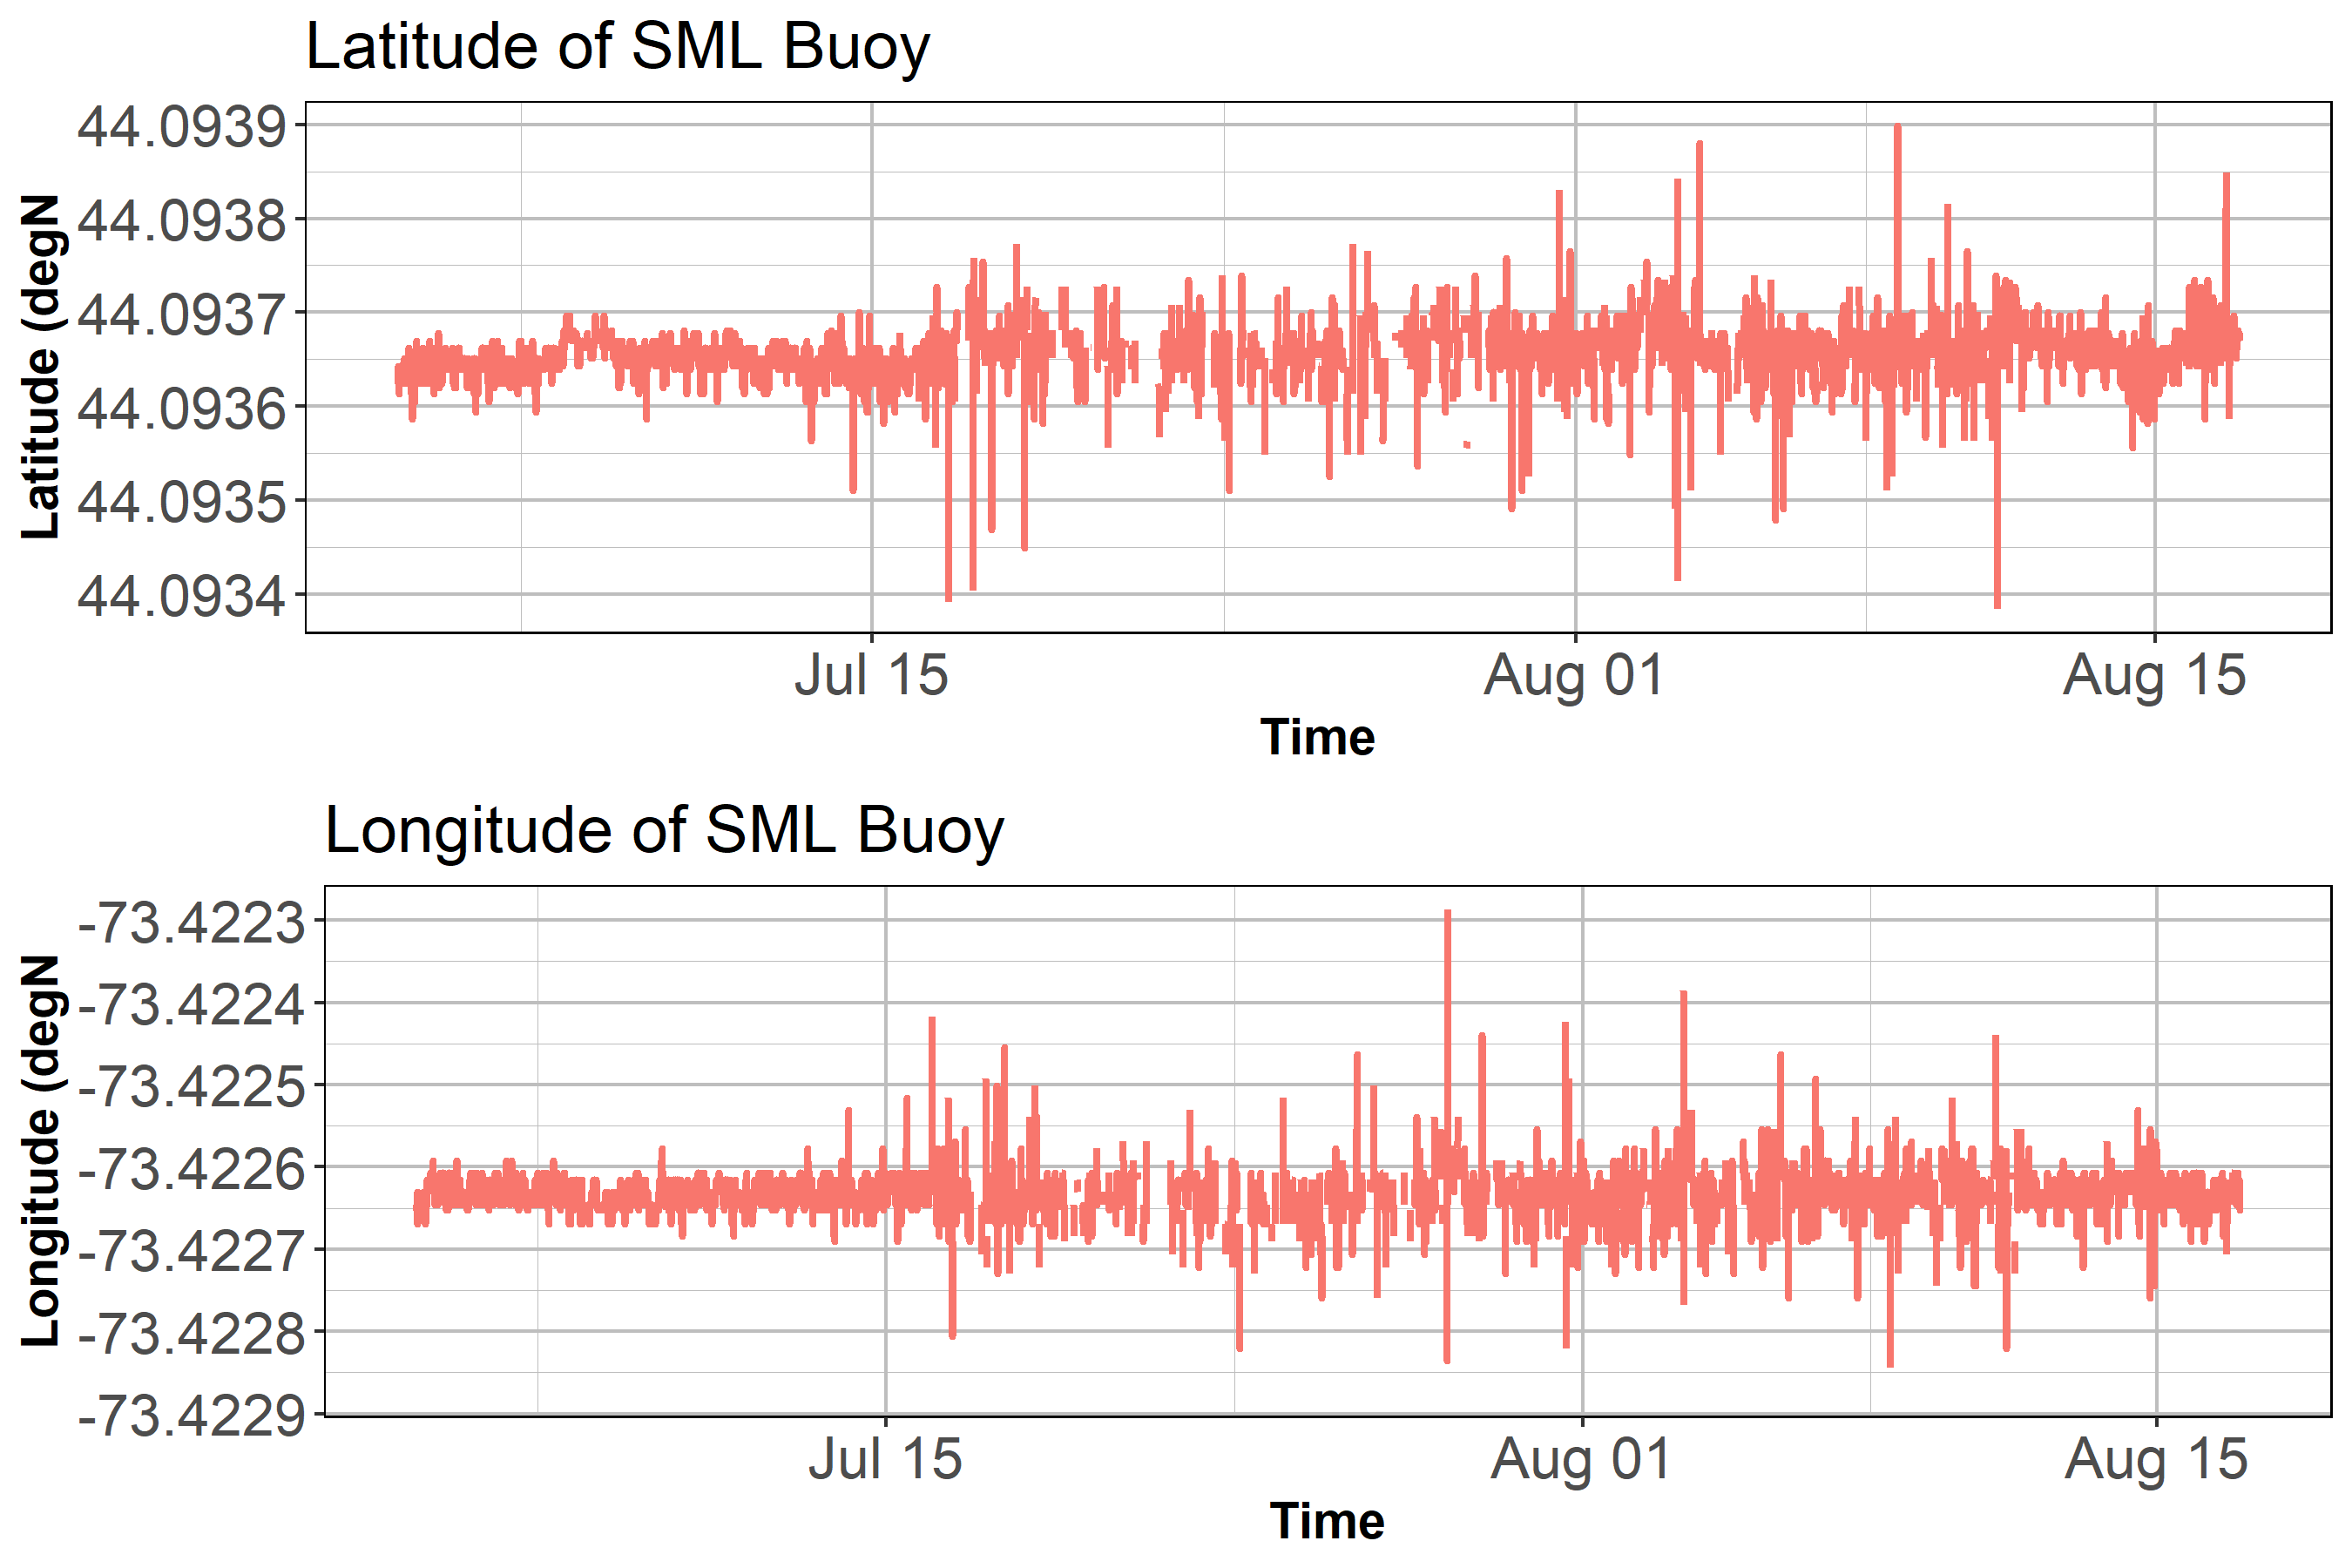 Latitude of SML Buoy
44.0939
44.0938
44.0937
44.0936
44.0935
44.0934
Latitude (degN
Jul 15 Aug 01 Aug 15
Time
Longitude of SML Buoy
-73.4223
-73.4224
-73.4225
-73.4226
-73.4227
-73.4228
-73.4229
Longitude (degN
Jul 15 Aug 01 Aug 15
Time